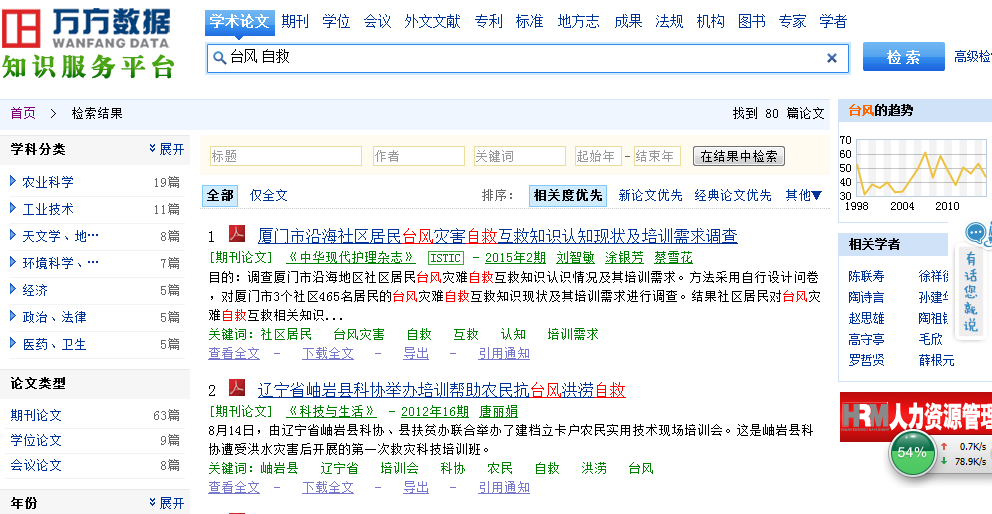 万方数据
WANFANG DATA
知识服务平台
学术论文 期刊 学位 会议 外文文献 专利 标准 地方志 成果 法规 机构 图书 专家 学者
台风 自救
检 索
高级检
首页 > 检索结果
找到 80 篇论文
学科分类 展开
农业科学 19篇
工业技术 11篇
天文学、地… 8篇
环境科学、… 7篇
经济 5篇
政治、法律 5篇
医药、卫生 5篇
论文类型
期刊论文 63篇
学位论文 9篇
会议论文 8篇
年份 展开
标题 作者 关键词 起始年 - 结束年 在结果中检索
全部 仅全文 排序： 相关度优先 新论文优先 经典论文优先 其他▼
1 厦门市沿海社区居民台风灾害自救互救知识认知现状及培训需求调查
[期刊论文] 《中华现代护理杂志》 ISTIC - 2015年2期 刘智敏 涂银芳 蔡雪花
目的：调查厦门市沿海地区社区居民台风灾难自救互救知识认识情况及其培训需求。方法采用自行设计问卷
，对厦门市3个社区465名居民的台风灾难自救互救知识现状及其培训需求进行调查。结果社区居民对台风灾
难自救互救相关知识...
关键词：社区居民 台风灾害 自救 互救 认知 培训需求
查看全文 - 下载全文 - 导出 - 引用通知
2 辽宁省岫岩县科协举办培训帮助农民抗台风洪涝自救
[期刊论文] 《科技与生活》 - 2012年16期 唐丽娟
8月14日，由辽宁省岫岩县科协、县扶贫办联合举办了建档立卡户农民实用技术现场培训会。这是岫岩县科
协遭受洪水灾害后开展的第一次救灾科技培训班。
关键词：岫岩县 辽宁省 培训会 科协 农民 自救 洪涝 台风
查看全文 - 下载全文 - 导出 - 引用通知
台风的趋势
70
60
50
40
30
1998 2004 2010
相关学者
陈联寿 徐祥
陶诗言 孙建
赵思雄 陶祖
高守亭 毛欣
罗哲贤 薛根元
有话您就说
HRM人力资源管理
54%
0.7K/s
78.9K/s